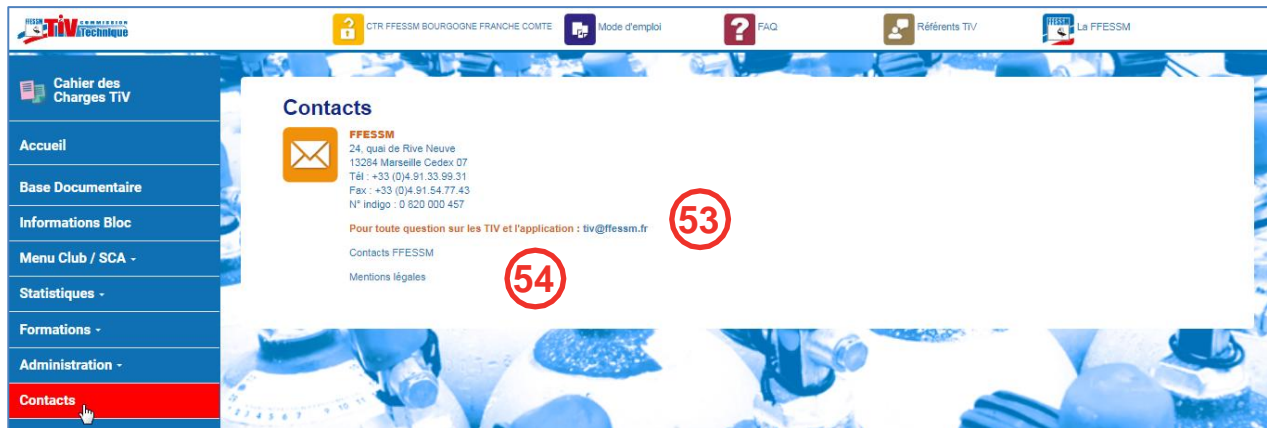 FFESSM TiV COMMISSION Technique
CTR FFESSM BOURGOGNE FRANCHE COMTE
Mode d'emploi
FAQ
Référents TiV
La FFESSM
Cahier des
Charges TiV
Accueil
Base Documentaire
Informations Bloc
Menu Club / SCA
Statistiques
Formations
Administration
Contacts
Contacts
FFESSM
24, quai de Rive Neuve
13284 Marseille Cedex 07
Tél : +33 (0)4.91.33.99.31
Fax : +33 (0)4.91.54.77.43
N° indigo : 0 820 000 457
Pour toute question sur les TIV et l'application : tiv@ffessm.fr
53
Contacts FFESSM
54
Mentions légales